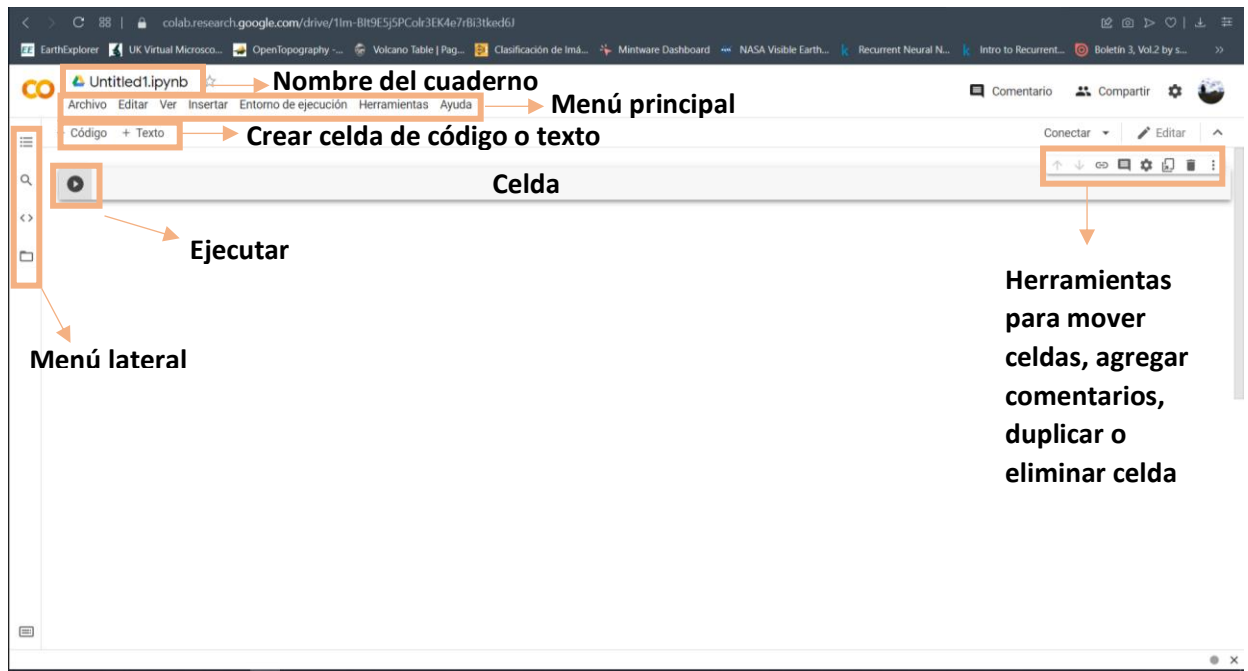 colab.research.google.com/drive/1lm-BIt9E5j5PColr3EK4e7rBi3tked6J
EarthExplorer UK Virtual Microsco... OpenTopography -... Volcano Table | Pag... Clasificación de Imá... Mintware Dashboard NASA Visible Earth... Recurrent Neural N... Intro to Recurrent... Boletín 3, Vol.2 by s...
Untitled1.ipynb Nombre del cuaderno
Comentario Compartir
Archivo Editar Ver Insertar Entorno de ejecución Herramientas Ayuda Menú principal
Código + Texto Crear celda de código o texto
Conectar Editar
Celda
Ejecutar
Menú lateral
Herramientas
para mover
celdas, agregar
comentarios,
duplicar o
eliminar celda